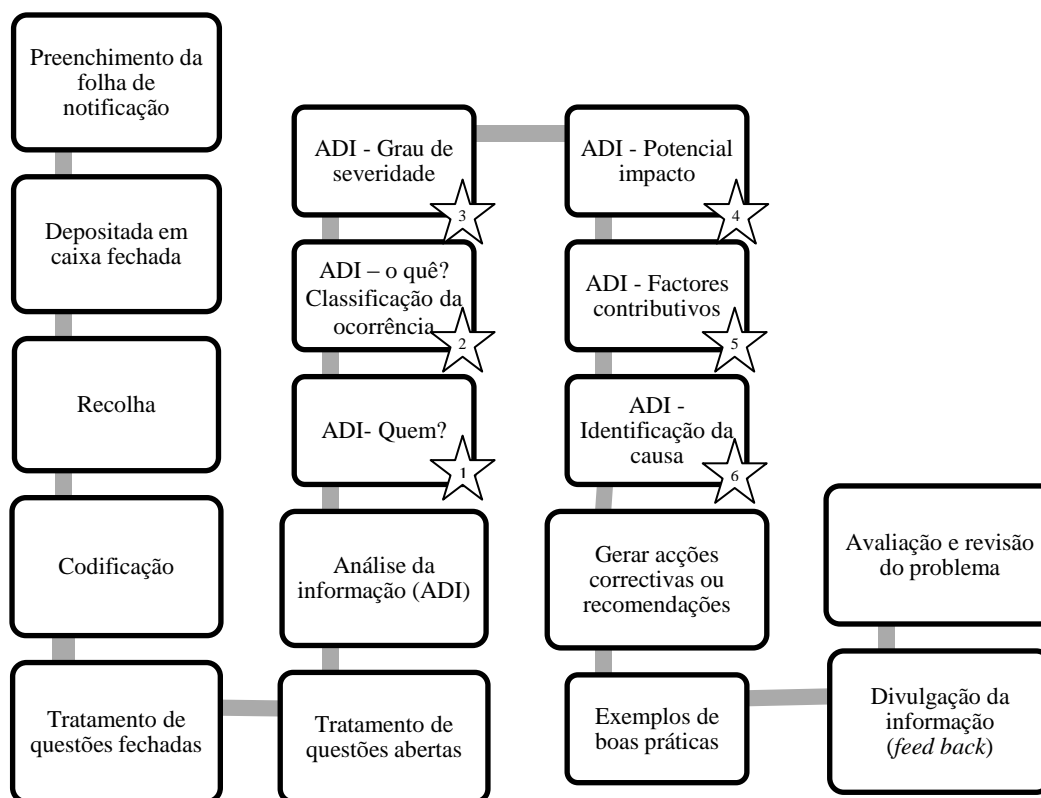 Preenchimento da
folha de
notificação
Depositada em
caixa fechada
Recolha
Codificação
Tratamento de
questões fechadas
Tratamento de
questões abertas
Análise da
informação (ADI)
ADI- Quem?
1
ADI – o quê?
Classificação da
ocorrência
2
ADI - Grau de
severidade
3
ADI - Potencial
impacto
4
ADI - Factores
contributivos
5
ADI -
Identificação da
causa
6
Gerar acções
correctivas ou
recomendações
Exemplos de
boas práticas
Divulgação da
informação
(feed back)
Avaliação e revisão
do problema